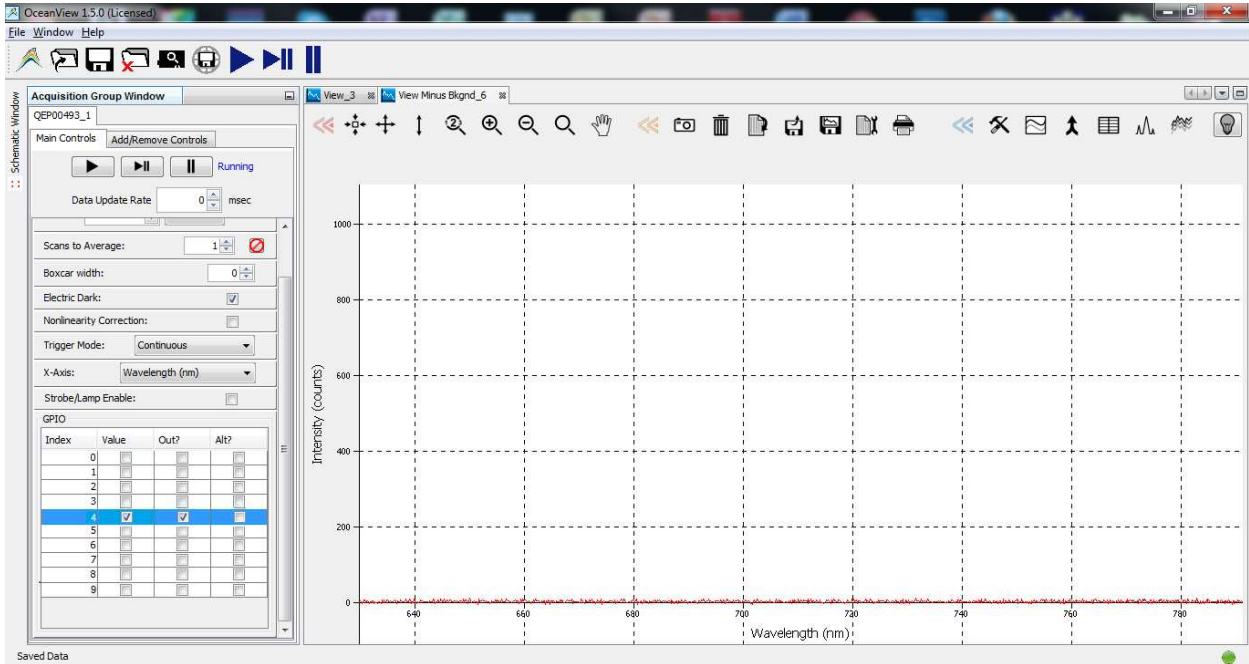 OceanView 1.5.0 (Licensed)
File Window Help
Schematic Window
Acquisition Group Window
QEP00493_1
Main Controls Add/Remove Controls
Running
Data Update Rate 0 msec
Scans to Average: 1
Boxcar width: 0
Electric Dark:
Nonlinearity Correction:
Trigger Mode: Continuous
X-Axis: Wavelength (nm)
Strobe/Lamp Enable:
GPIO
Index Value Out? Alt?
0
1
2
3
4
5
6
7
8
9
View_3 View Minus Bkgnd_6
2
Intensity (counts)
1000
800
600
400
200
0
640 660 680 700 720 740 760 780
Wavelength (nm)
Saved Data